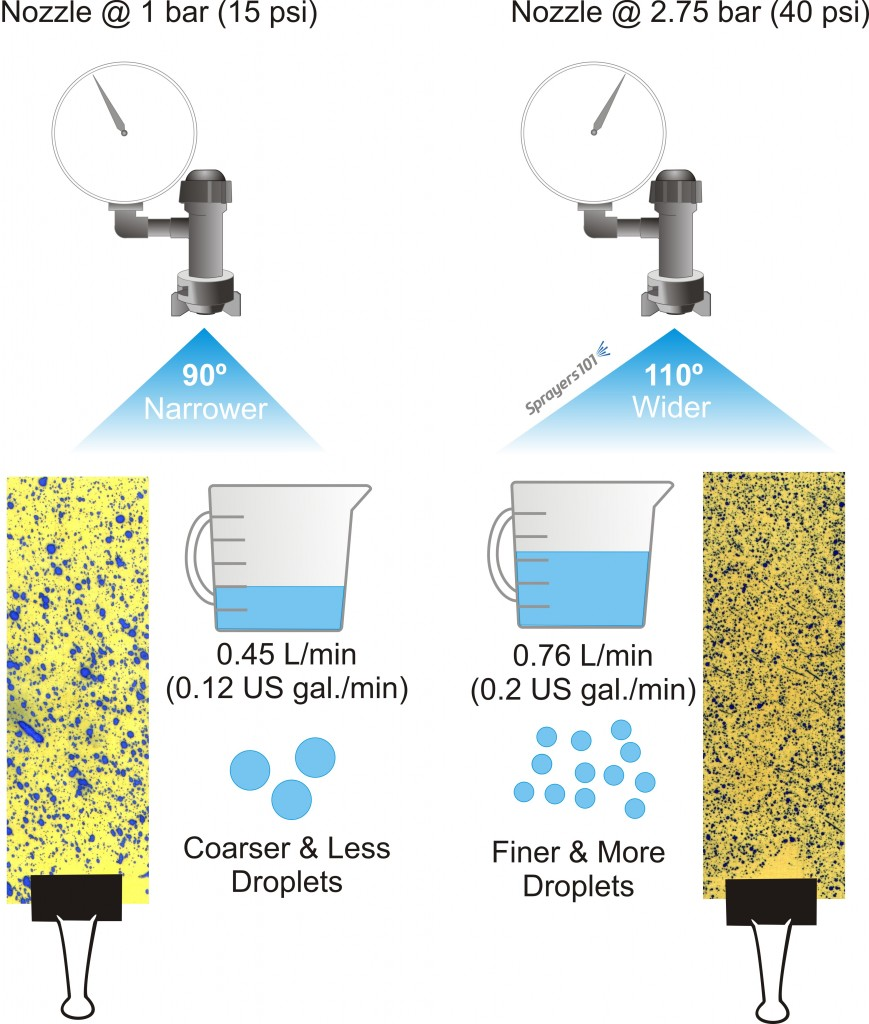 Nozzle @ 1 bar (15 psi)
Nozzle @ 2.75 bar (40 psi)
90º
Narrower
Sprayers101
110º
Wider
0.45 L/min
(0.12 US gal./min)
0.76 L/min
(0.2 US gal./min)
Coarser & Less
Droplets
Finer & More
Droplets